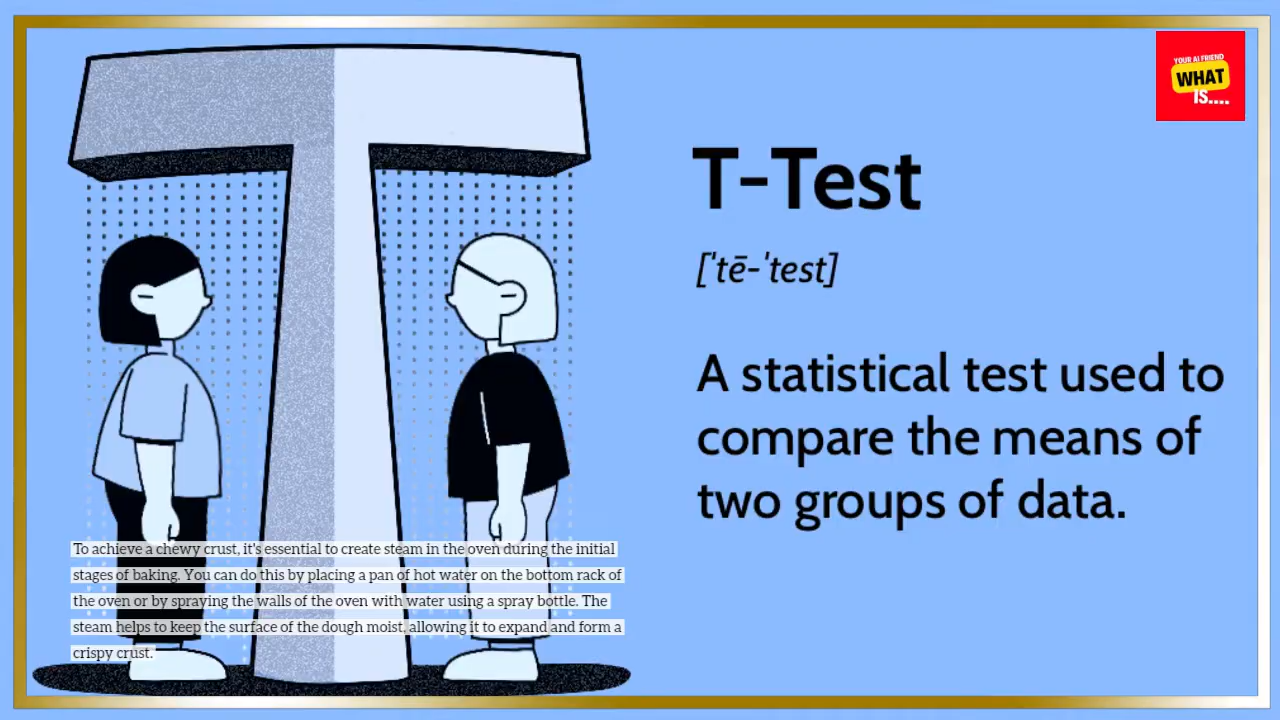 YOUR AI FRIEND
WHAT
IS....
T-Test
[ˈtē-ˈtest]
A statistical test used to
compare the means of
two groups of data.
To achieve a chewy crust, it's essential to create steam in the oven during the initial
stages of baking. You can do this by placing a pan of hot water on the bottom rack of
the oven or by spraying the walls of the oven with water using a spray bottle. The
steam helps to keep the surface of the dough moist, allowing it to expand and form a
crispy crust.